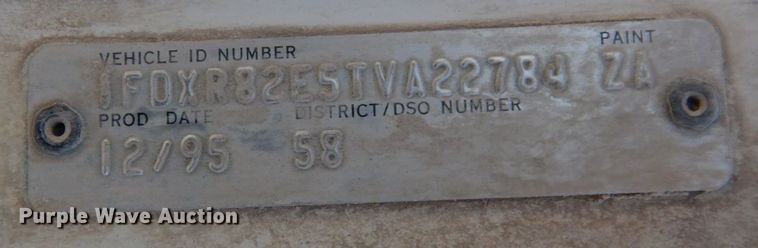 VEHICLE ID NUMBER PAINT
1FDXR82E5TVA22784 ZA
PROD DATE DISTRICT/DSO NUMBER
12/95 58
Purple Wave Auction